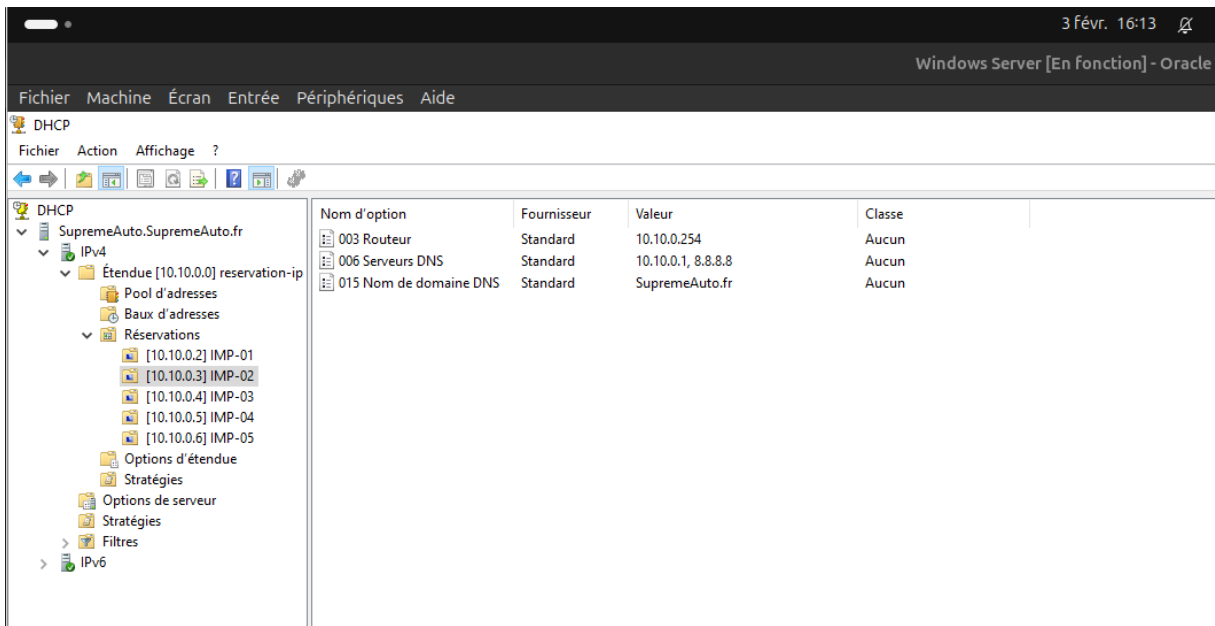 3 févr. 16:13
Windows Server [En fonction] - Oracle
Fichier Machine Écran Entrée Périphériques Aide
DHCP
Fichier Action Affichage ?
DHCP
SupremeAuto.SupremeAuto.fr
IPv4
Étendue [10.10.0.0] reservation-ip
Pool d'adresses
Baux d'adresses
Réservations
[10.10.0.2] IMP-01
[10.10.0.3] IMP-02
[10.10.0.4] IMP-03
[10.10.0.5] IMP-04
[10.10.0.6] IMP-05
Options d'étendue
Stratégies
Options de serveur
Stratégies
Filtres
IPv6
Nom d'option Fournisseur Valeur Classe
003 Routeur Standard 10.10.0.254 Aucun
006 Serveurs DNS Standard 10.10.0.1, 8.8.8.8 Aucun
015 Nom de domaine DNS Standard SupremeAuto.fr Aucun